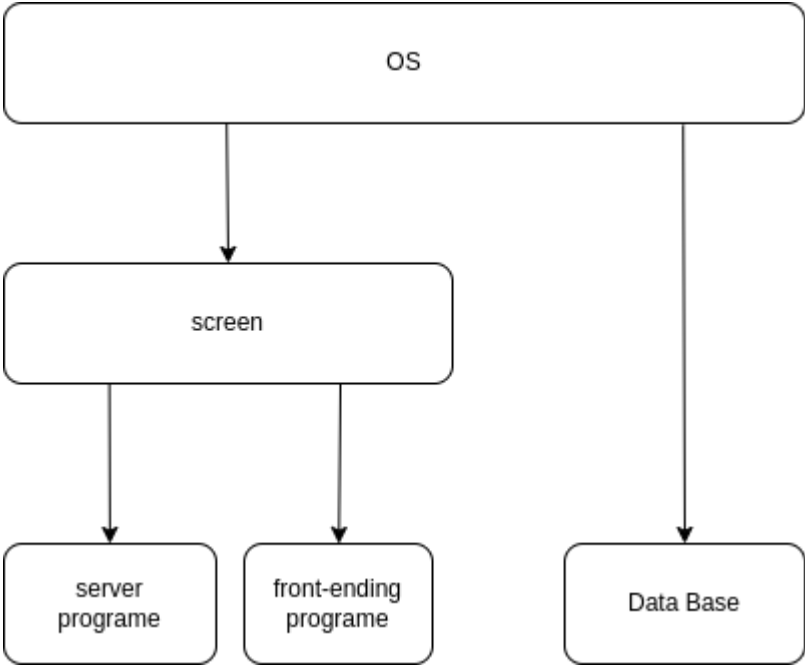 OS
screen
server
programe
front-ending
programe
Data Base